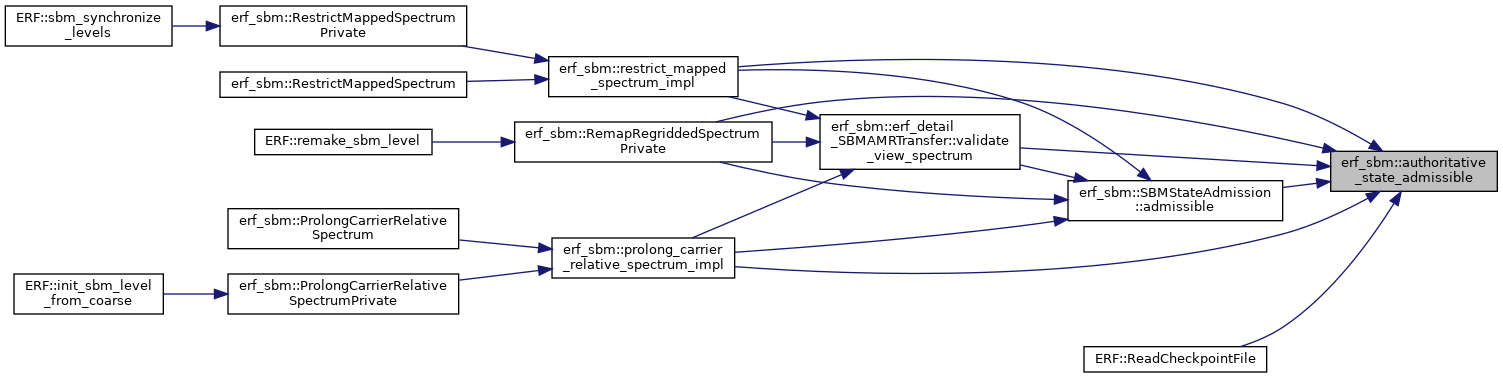 ERF::sbm_synchronize
_levels
erf_sbm::RestrictMappedSpectrum
Private
erf_sbm::RestrictMappedSpectrum
erf_sbm::restrict_mapped
_spectrum_impl
ERF::remake_sbm_level
erf_sbm::RemapRegriddedSpectrum
Private
erf_sbm::erf_detail
_SBMAMRTransfer::validate
_view_spectrum
erf_sbm::authoritative
_state_admissible
erf_sbm::SBMStateAdmission
::admissible
erf_sbm::ProlongCarrierRelative
Spectrum
erf_sbm::prolong_carrier
_relative_spectrum_impl
ERF::init_sbm_level
_from_coarse
erf_sbm::ProlongCarrierRelative
SpectrumPrivate
ERF::ReadCheckpointFile